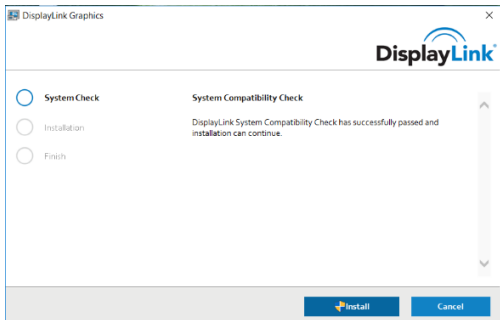 DisplayLink Graphics
DisplayLink
System Check
System Compatibility Check
DisplayLink System Compatibility Check has successfully passed and
installation can continue.
Installation
Finish
Install
Cancel